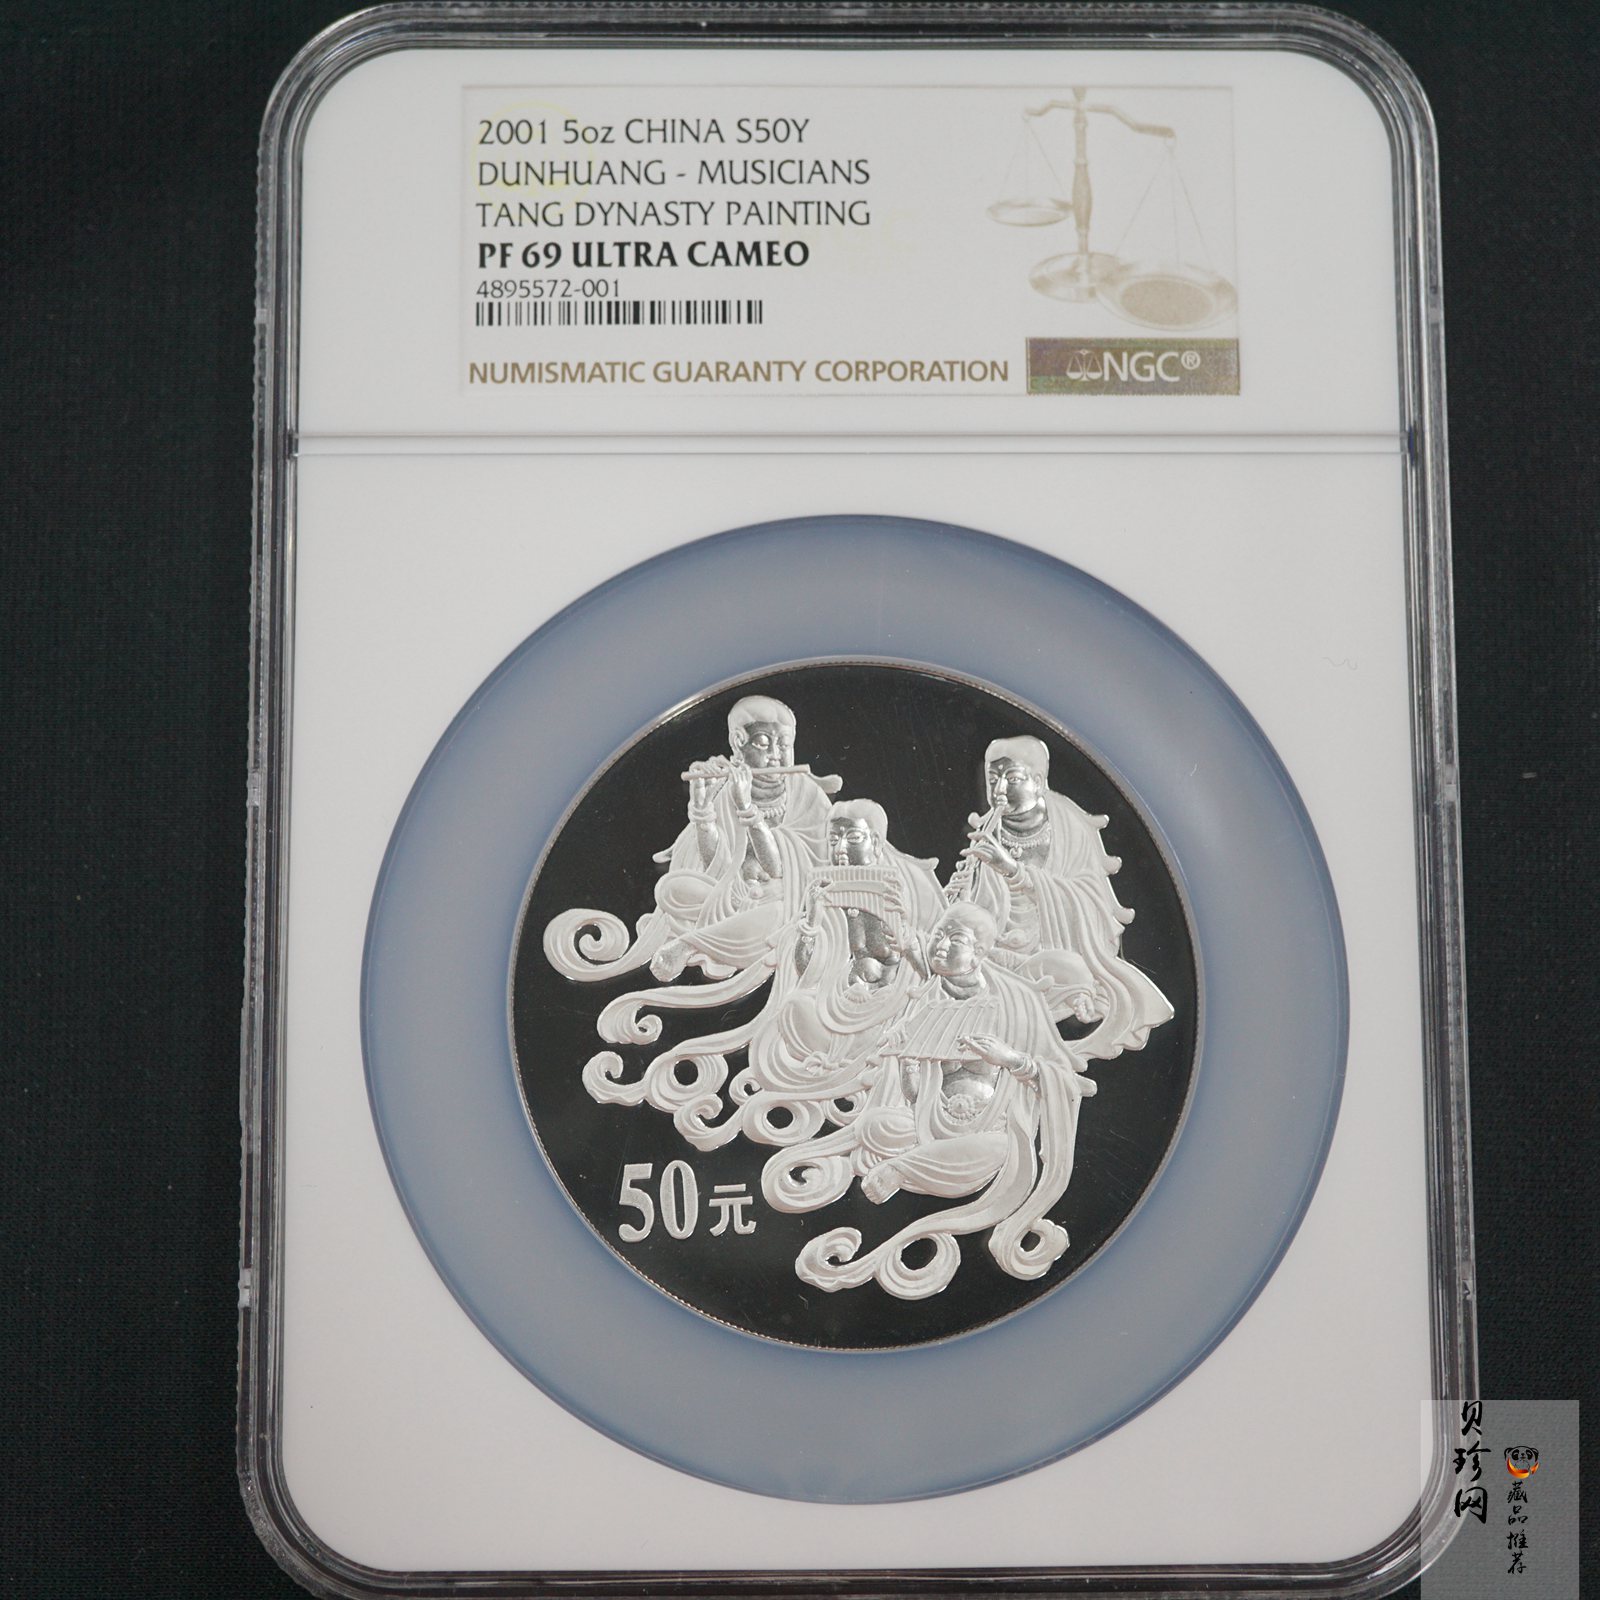 2001 5oz CHINA S50Y
DUNHUANG - MUSICIANS
TANG DYNASTY PAINTING
PF 69 ULTRA CAMEO
4895572-001
NUMISMATIC GUARANTY CORPORATION
NGC®
50元
贝珍网
藏品推荐